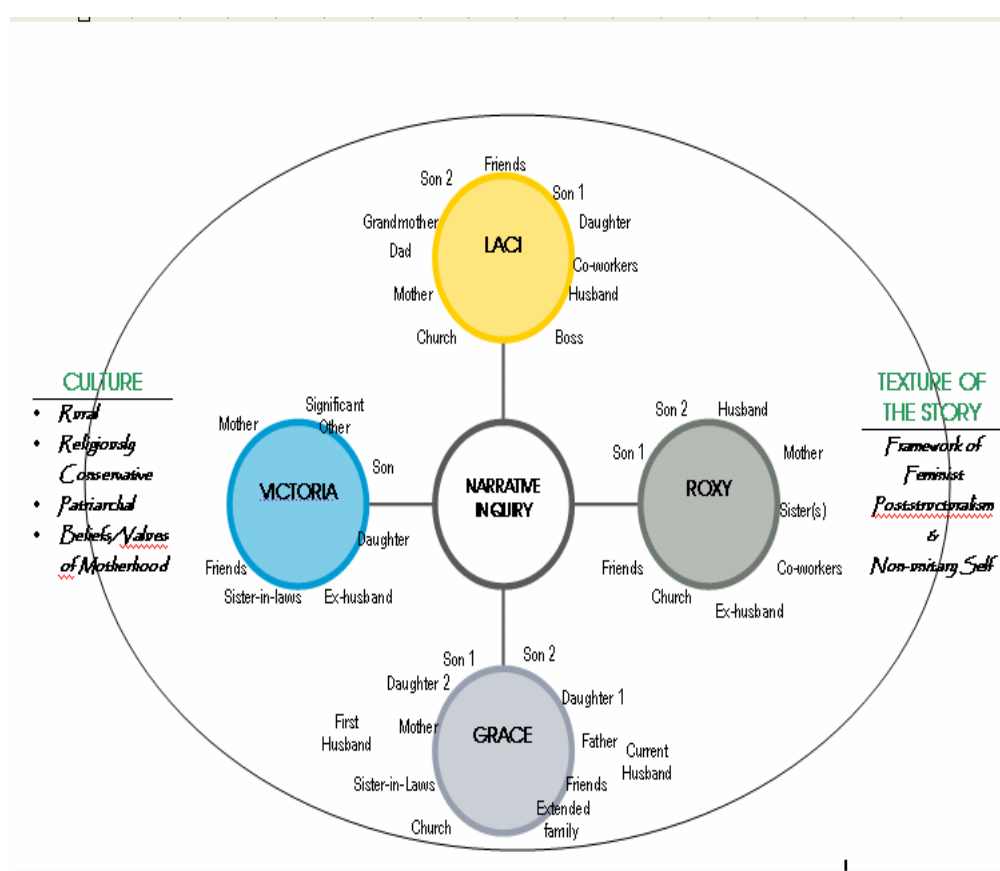 Friends
Son 2
Son 1
Grandmother
Daughter
LACI
Dad
Co-workers
Mother
Husband
Church
Boss
CULTURE
• Rural
• Religiously
Conservative
• Patriarchal
• Beliefs/Values
of Motherhood
TEXTURE OF
THE STORY
Framework of
Feminist
Poststructuralism
&
Non-unitary Self
Significant
Other
Mother
Son
VICTORIA
Daughter
Friends
Sister-in-laws
Ex-husband
NARRATIVE
INQUIRY
Son 2
Husband
Son 1
Mother
ROXY
Sister(s)
Friends
Co-workers
Church
Ex-husband
Son 1
Son 2
Daughter 2
Daughter 1
First
Husband
Mother
GRACE
Father
Current
Husband
Sister-in-Laws
Friends
Extended
family
Church